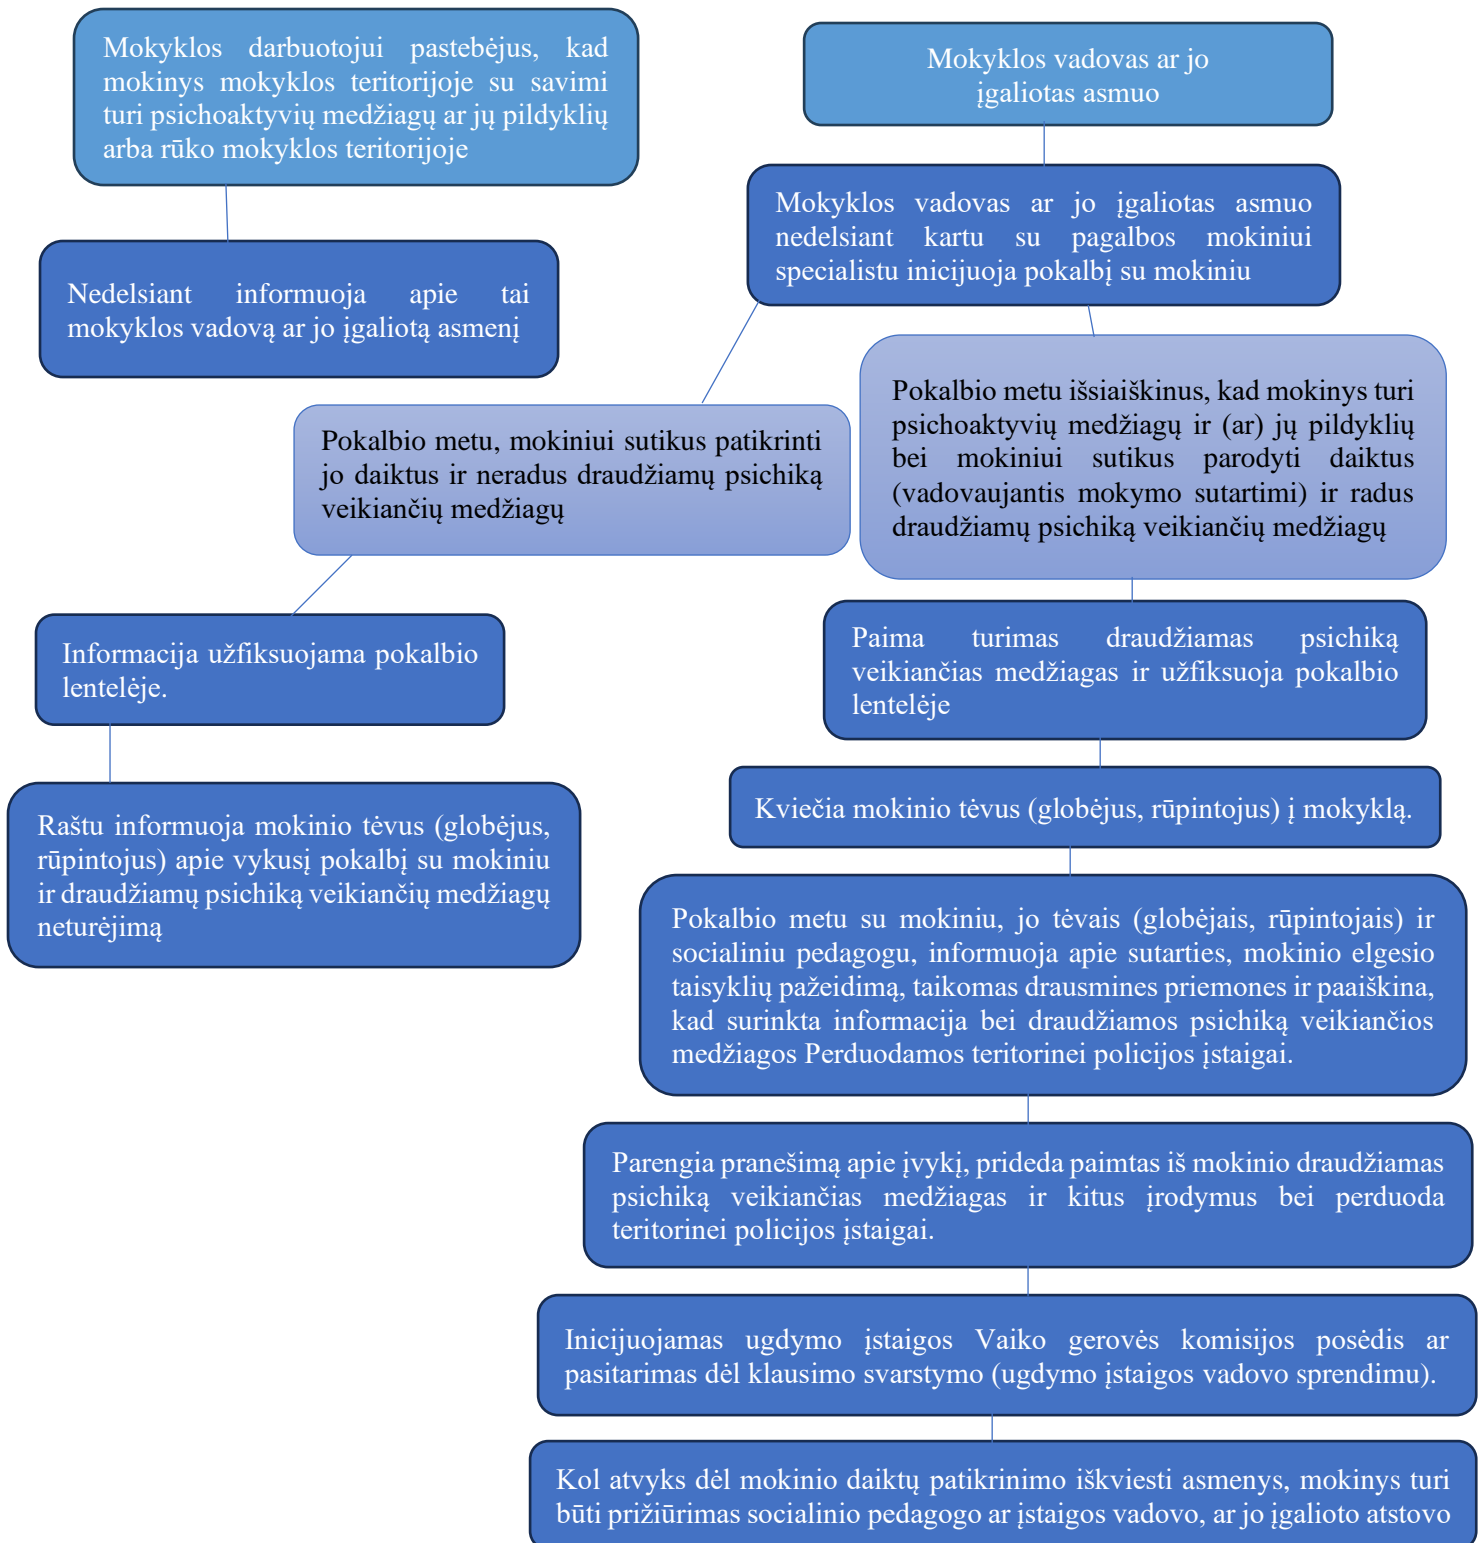 Mokyklos darbuotojui pastebėjus, kad
mokinys mokyklos teritorijoje su savimi
turi psichoaktyvių medžiagų ar jų pildyklių
arba rūko mokyklos teritorijoje
Nedelsiant informuoja apie tai
mokyklos vadovą ar jo įgaliotą asmenį
Mokyklos vadovas ar jo
įgaliotas asmuo
Mokyklos vadovas ar jo įgaliotas asmuo
nedelsiant kartu su pagalbos mokiniui
specialistu inicijuoja pokalbį su mokiniu
Pokalbio metu, mokiniui sutikus patikrinti
jo daiktus ir neradus draudžiamų psichiką
veikiančių medžiagų
Informacija užfiksuojama pokalbio
lentelėje.
Raštu informuoja mokinio tėvus (globėjus,
rūpintojus) apie vykusį pokalbį su mokiniu
ir draudžiamų psichiką veikiančių medžiagų
neturėjimą
Pokalbio metu išsiaiškinus, kad mokinys turi
psichoaktyvių medžiagų ir (ar) jų pildyklių
bei mokiniui sutikus parodyti daiktus
(vadovaujantis mokymo sutartimi) ir radus
draudžiamų psichiką veikiančių medžiagų
Paima turimas draudžiamas psichiką
veikiančias medžiagas ir užfiksuoja pokalbio
lentelėje
Kviečia mokinio tėvus (globėjus, rūpintojus) į mokyklą.
Pokalbio metu su mokiniu, jo tėvais (globėjais, rūpintojais) ir
socialiniu pedagogu, informuoja apie sutarties, mokinio elgesio
taisyklių pažeidimą, taikomas drausmines priemones ir paaiškina,
kad surinkta informacija bei draudžiamos psichiką veikiančios
medžiagos Perduodamos teritorinei policijos įstaigai.
Parengia pranešimą apie įvykį, prideda paimtas iš mokinio draudžiamas
psichiką veikiančias medžiagas ir kitus įrodymus bei perduoda
teritorinei policijos įstaigai.
Inicijuojamas ugdymo įstaigos Vaiko gerovės komisijos posėdis ar
pasitarimas dėl klausimo svarstymo (ugdymo įstaigos vadovo sprendimu).
Kol atvyks dėl mokinio daiktų patikrinimo iškviesti asmenys, mokinys turi
būti prižiūrimas socialinio pedagogo ar įstaigos vadovo, ar jo įgalioto atstovo